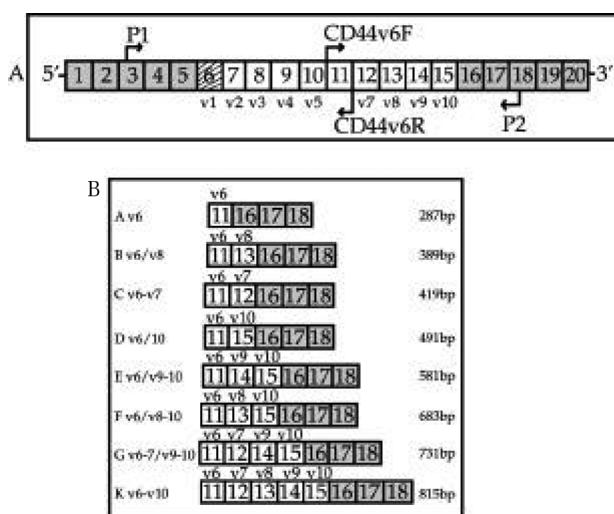 P1 CD44v6F
A 5′ 1 2 3 4 5 6 7 8 9 10 11 12 13 14 15 16 17 18 19 20 3′
v1 v2 v3 v4 v5 v7 v8 v9 v10
CD44v6R P2
B
v6
A v6 11 16 17 18 287bp
v6 v8
B v6/v8 11 13 16 17 18 389bp
v6 v7
C v6-v7 11 12 16 17 18 419bp
v6 v10
D v6/10 11 15 16 17 18 491bp
v6 v9 v10
E v6/v9-10 11 14 15 16 17 18 581bp
v6 v8 v10
F v6/v8-10 11 13 15 16 17 18 683bp
v6 v7 v9 v10
G v6-7/v9-10 11 12 14 15 16 17 18 731bp
v6 v7 v8 v9 v10
K v6-v10 11 12 13 14 15 16 17 18 815bp